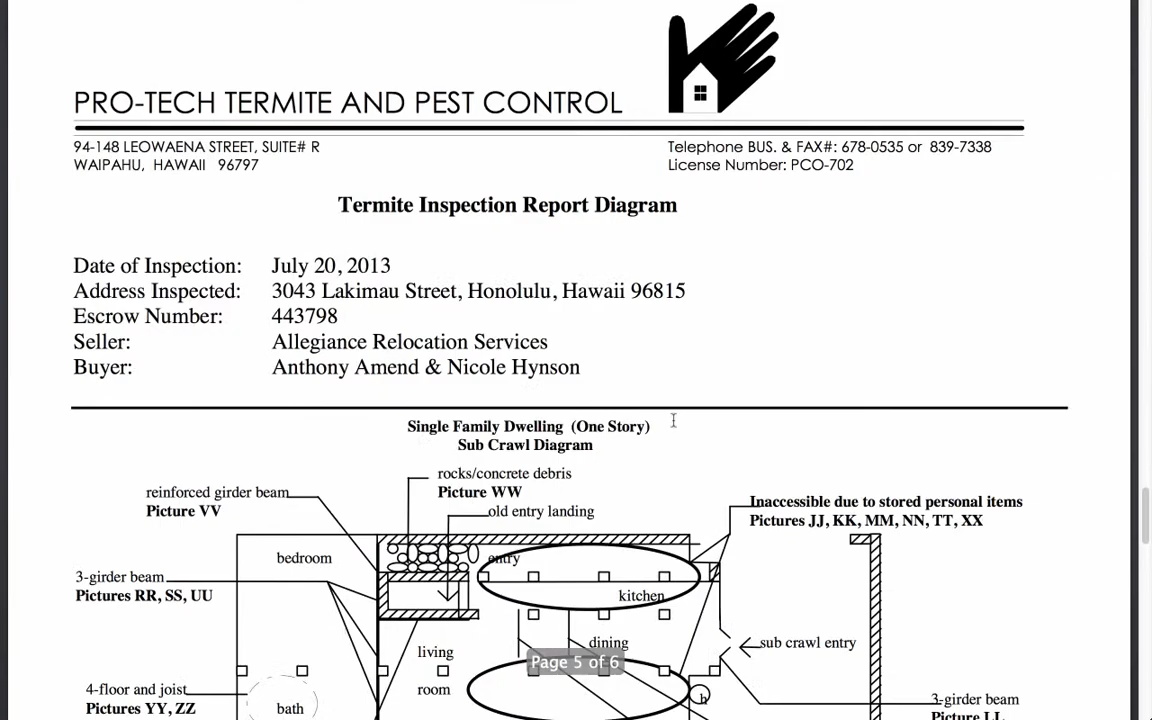 PRO-TECH TERMITE AND PEST CONTROL
94-148 LEOWAENA STREET, SUITE# R
WAIPAHU, HAWAII 96797
Telephone BUS. & FAX#: 678-0535 or 839-7338
License Number: PCO-702
Termite Inspection Report Diagram
Date of Inspection: July 20, 2013
Address Inspected: 3043 Lakimau Street, Honolulu, Hawaii 96815
Escrow Number: 443798
Seller: Allegiance Relocation Services
Buyer: Anthony Amend & Nicole Hynson
Single Family Dwelling (One Story)
Sub Crawl Diagram
rocks/concrete debris
Picture WW
reinforced girder beam
Picture VV
old entry landing
Inaccessible due to stored personal items
Pictures JJ, KK, MM, NN, TT, XX
bedroom
entry
3-girder beam
Pictures RR, SS, UU
kitchen
dining
sub crawl entry
living
room
Page 5 of 6
4-floor and joist
Pictures YY, ZZ
bath
h
3-girder beam
Picture LL